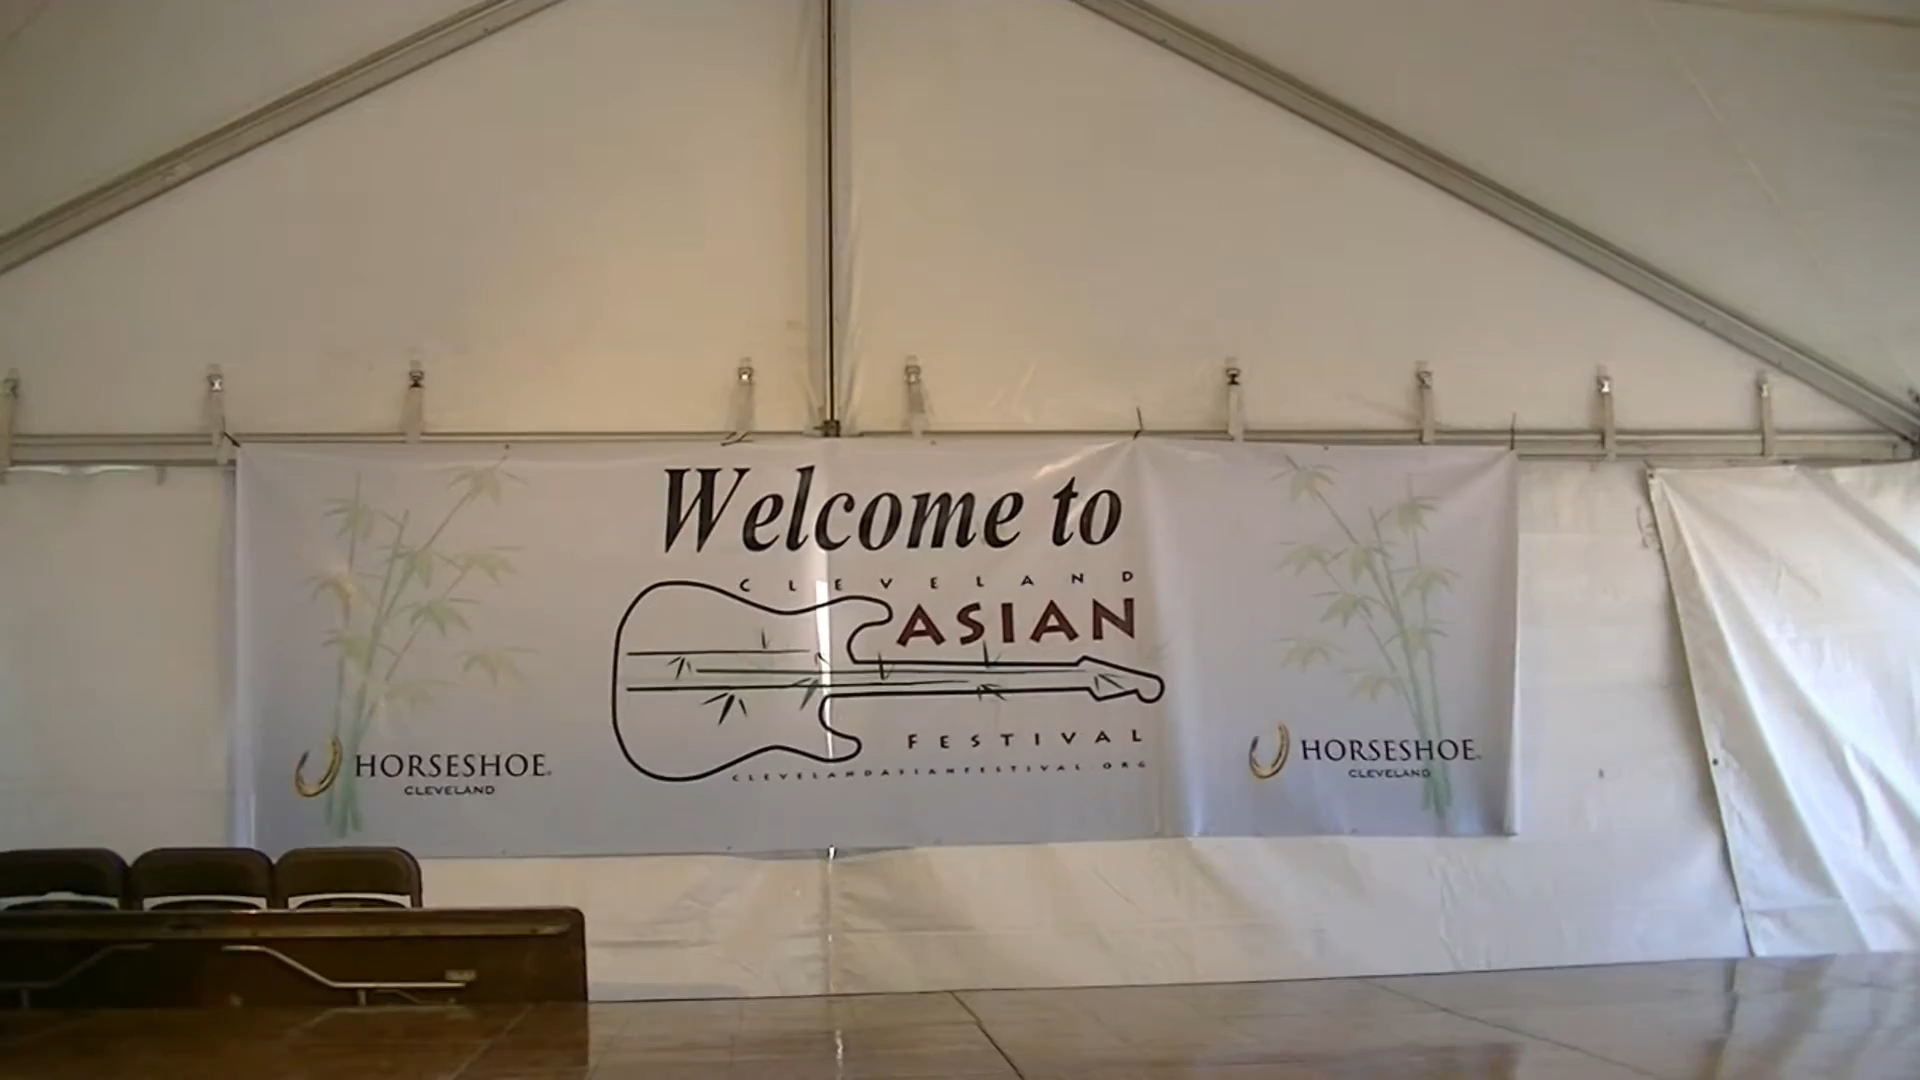 Welcome to
CLEVELAND
ASIAN
FESTIVAL
CLEVELANDASIANFESTIVAL.ORG
HORSESHOE
CLEVELAND
HORSESHOE
CLEVELAND